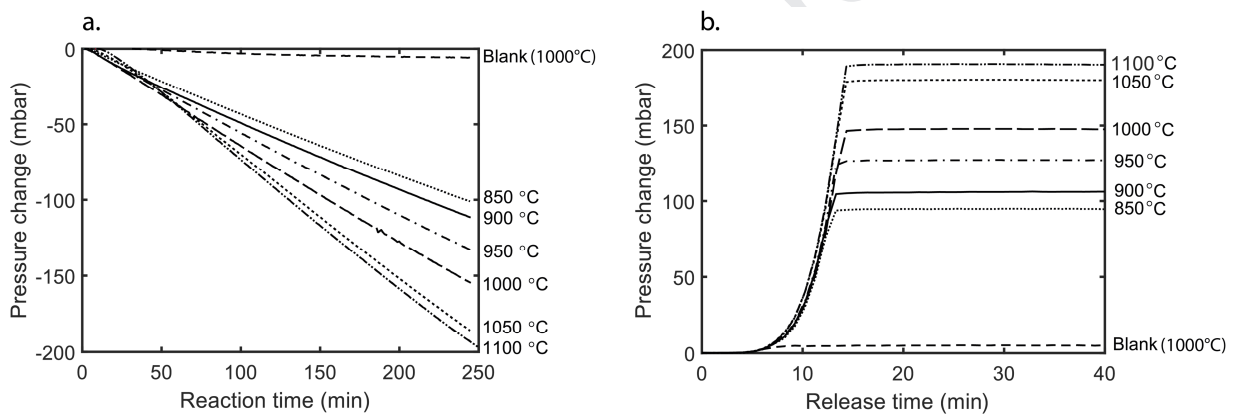 a.
Pressure change (mbar)
0
-50
-100
-150
-200
0
50
100
150
200
250
Reaction time (min)
Blank (1000°C)
850 °C
900 °C
950 °C
1000 °C
1050 °C
1100 °C
b.
Pressure change (mbar)
200
150
100
50
0
0
10
20
30
40
Release time (min)
1100 °C
1050 °C
1000 °C
950 °C
900 °C
850 °C
Blank (1000°C)